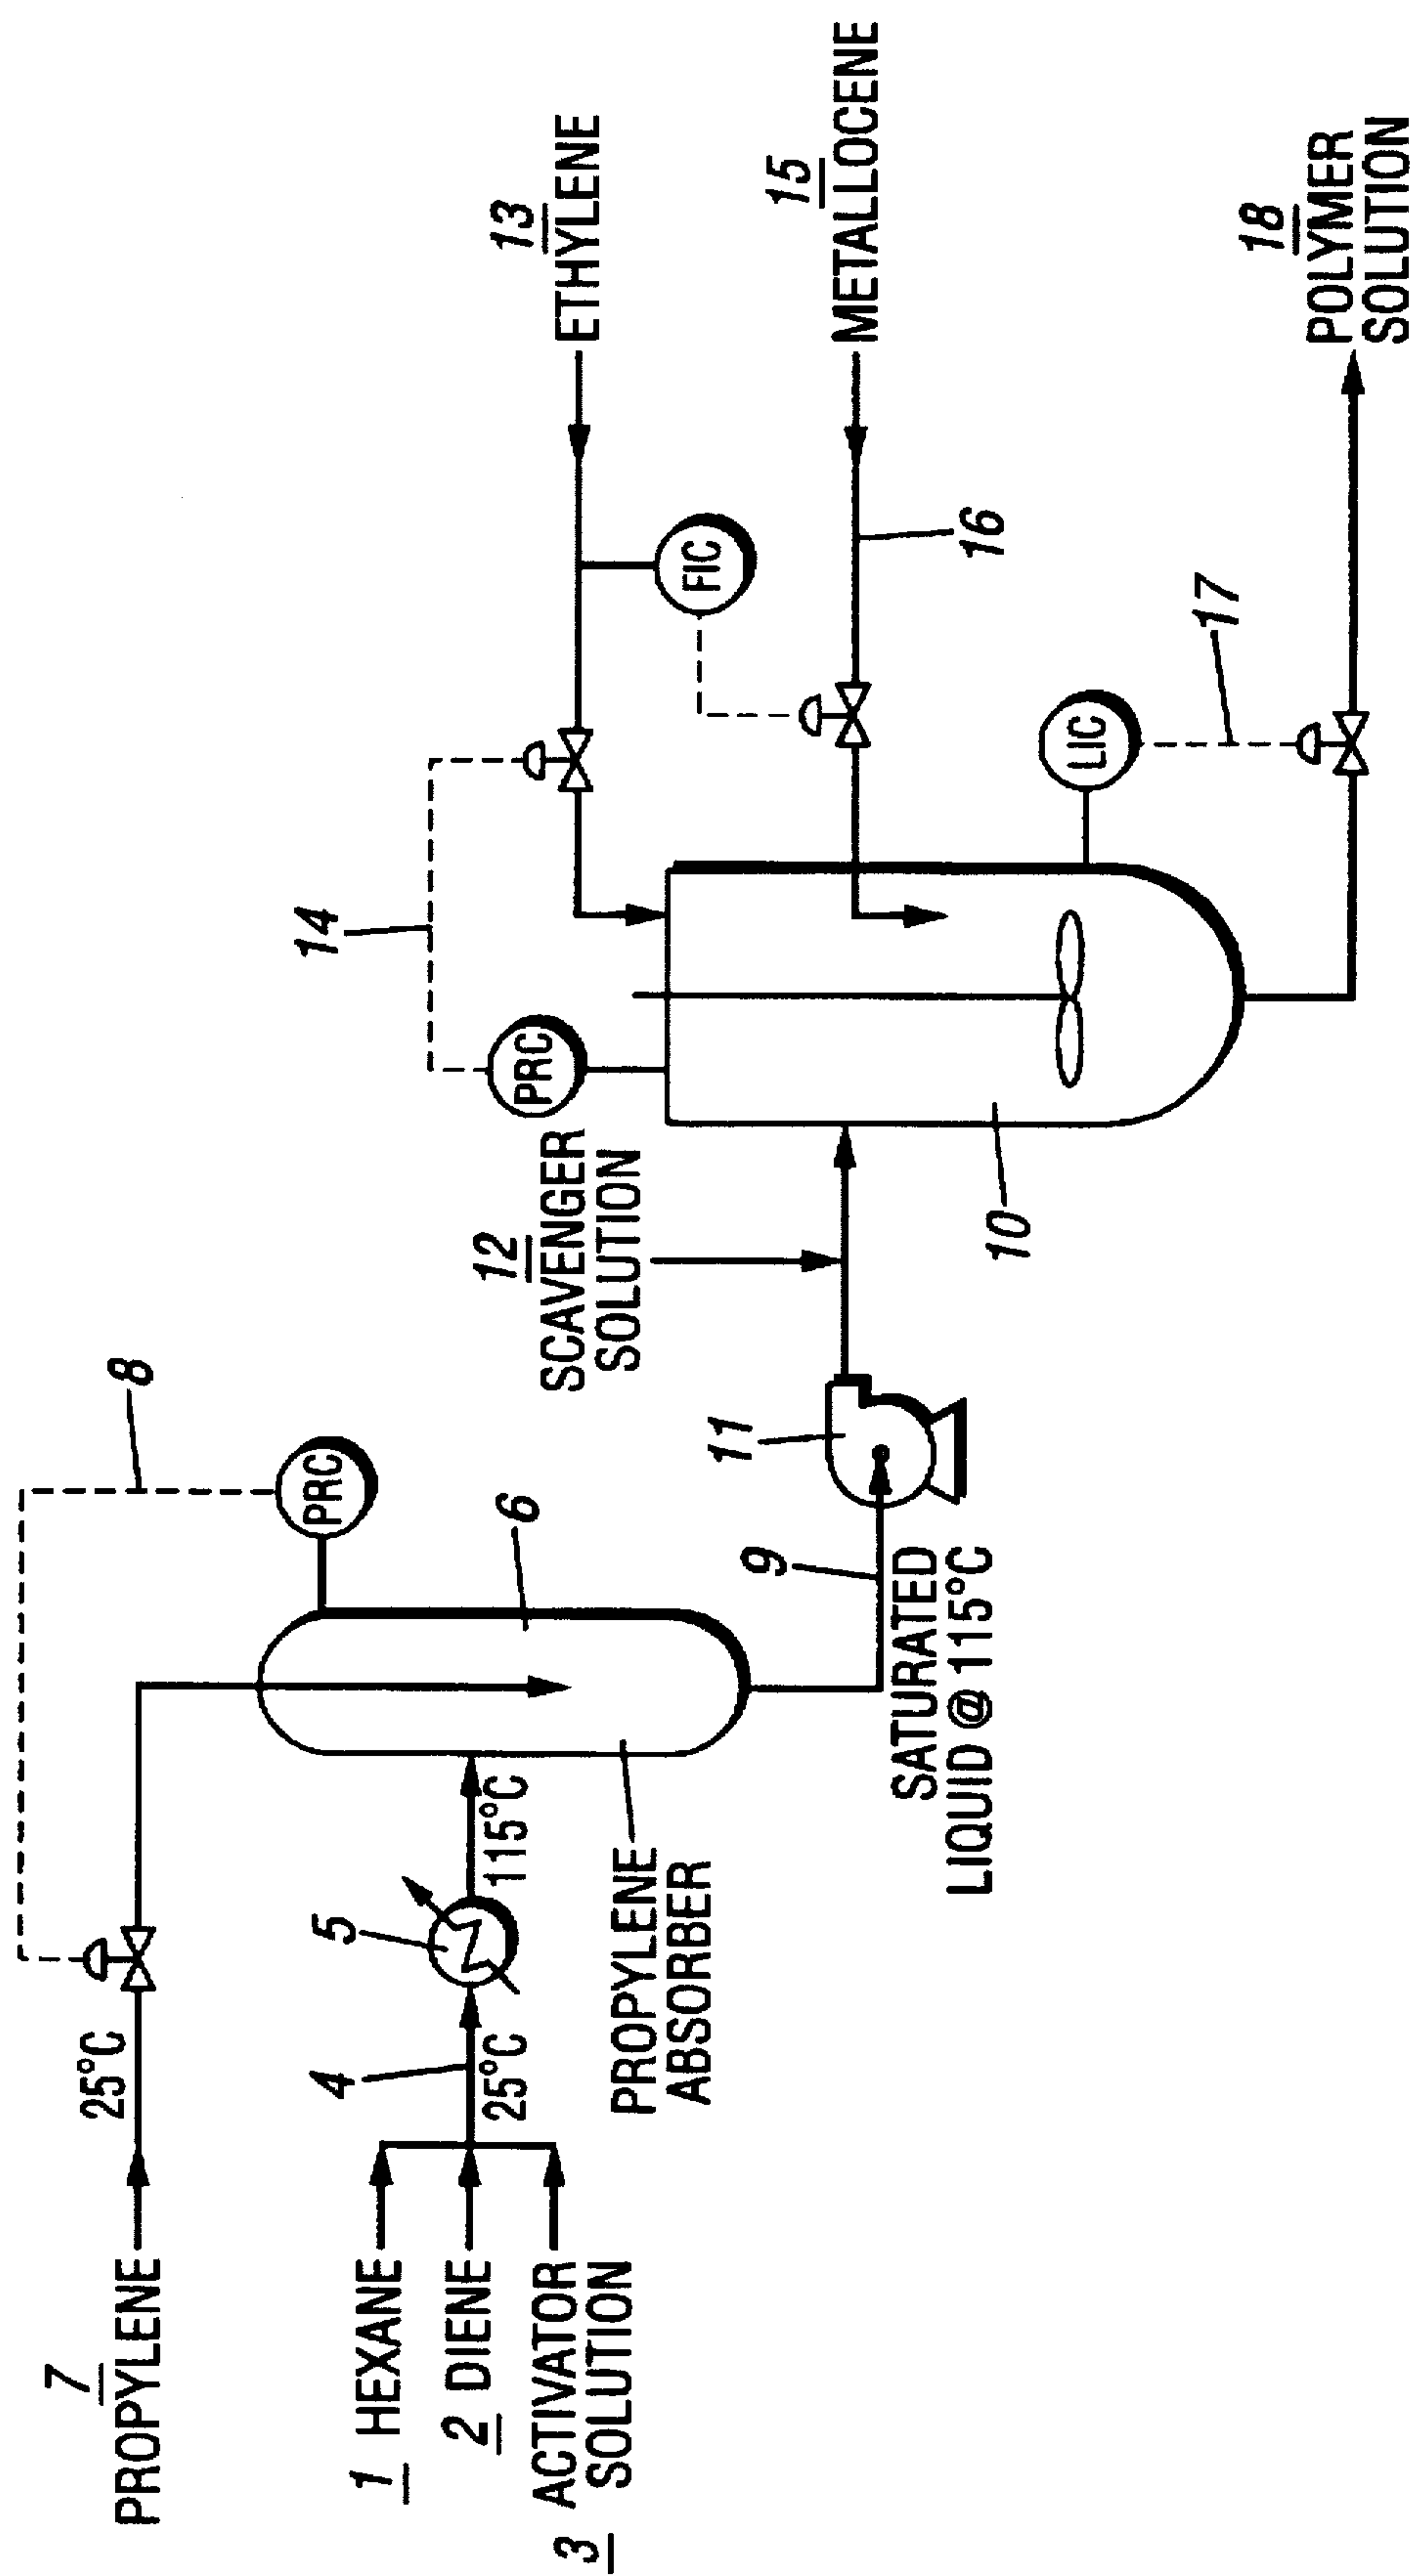 7
PROPYLENE
25°C
8
PRC
1 HEXANE
2 DIENE
3 ACTIVATOR
SOLUTION
4
25°C
5
115°C
6
PROPYLENE
ABSORBER
9
SATURATED
LIQUID @ 115°C
11
12
SCAVENGER
SOLUTION
PRC
14
10
13
ETHYLENE
FIC
15
METALLOCENE
16
LIC
17
18
POLYMER
SOLUTION